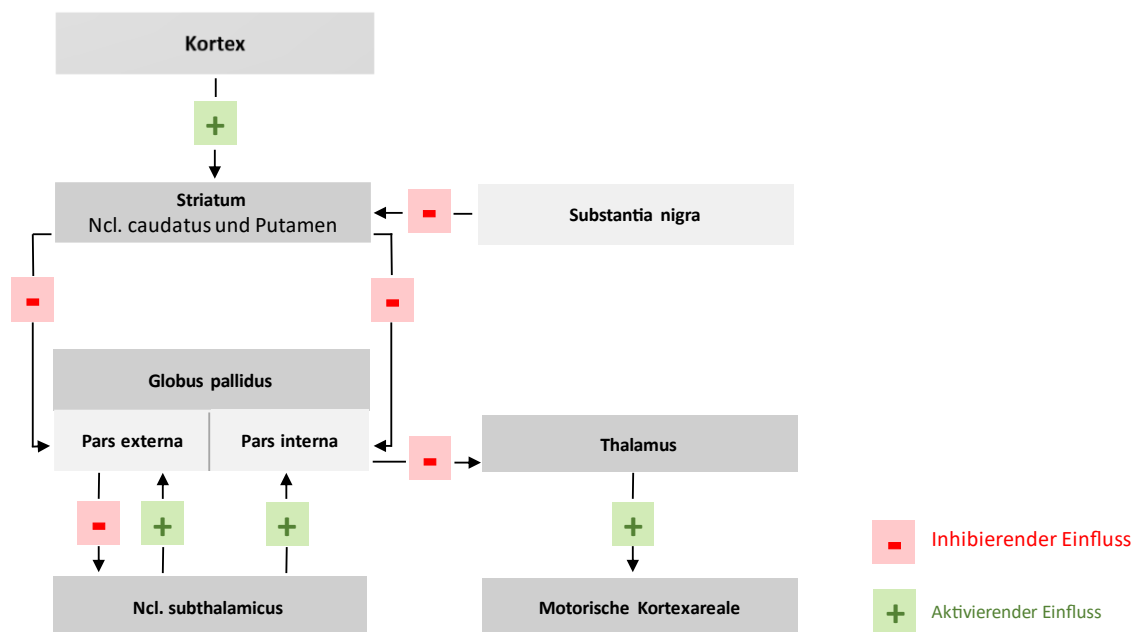 Kortex
+
Striatum
Ncl. caudatus und Putamen
-
Substantia nigra
-
-
Globus pallidus
Pars externa
Pars interna
-
Thalamus
-
+
+
+
Ncl. subthalamicus
Motorische Kortexareale
- Inhibierender Einfluss
+ Aktivierender Einfluss